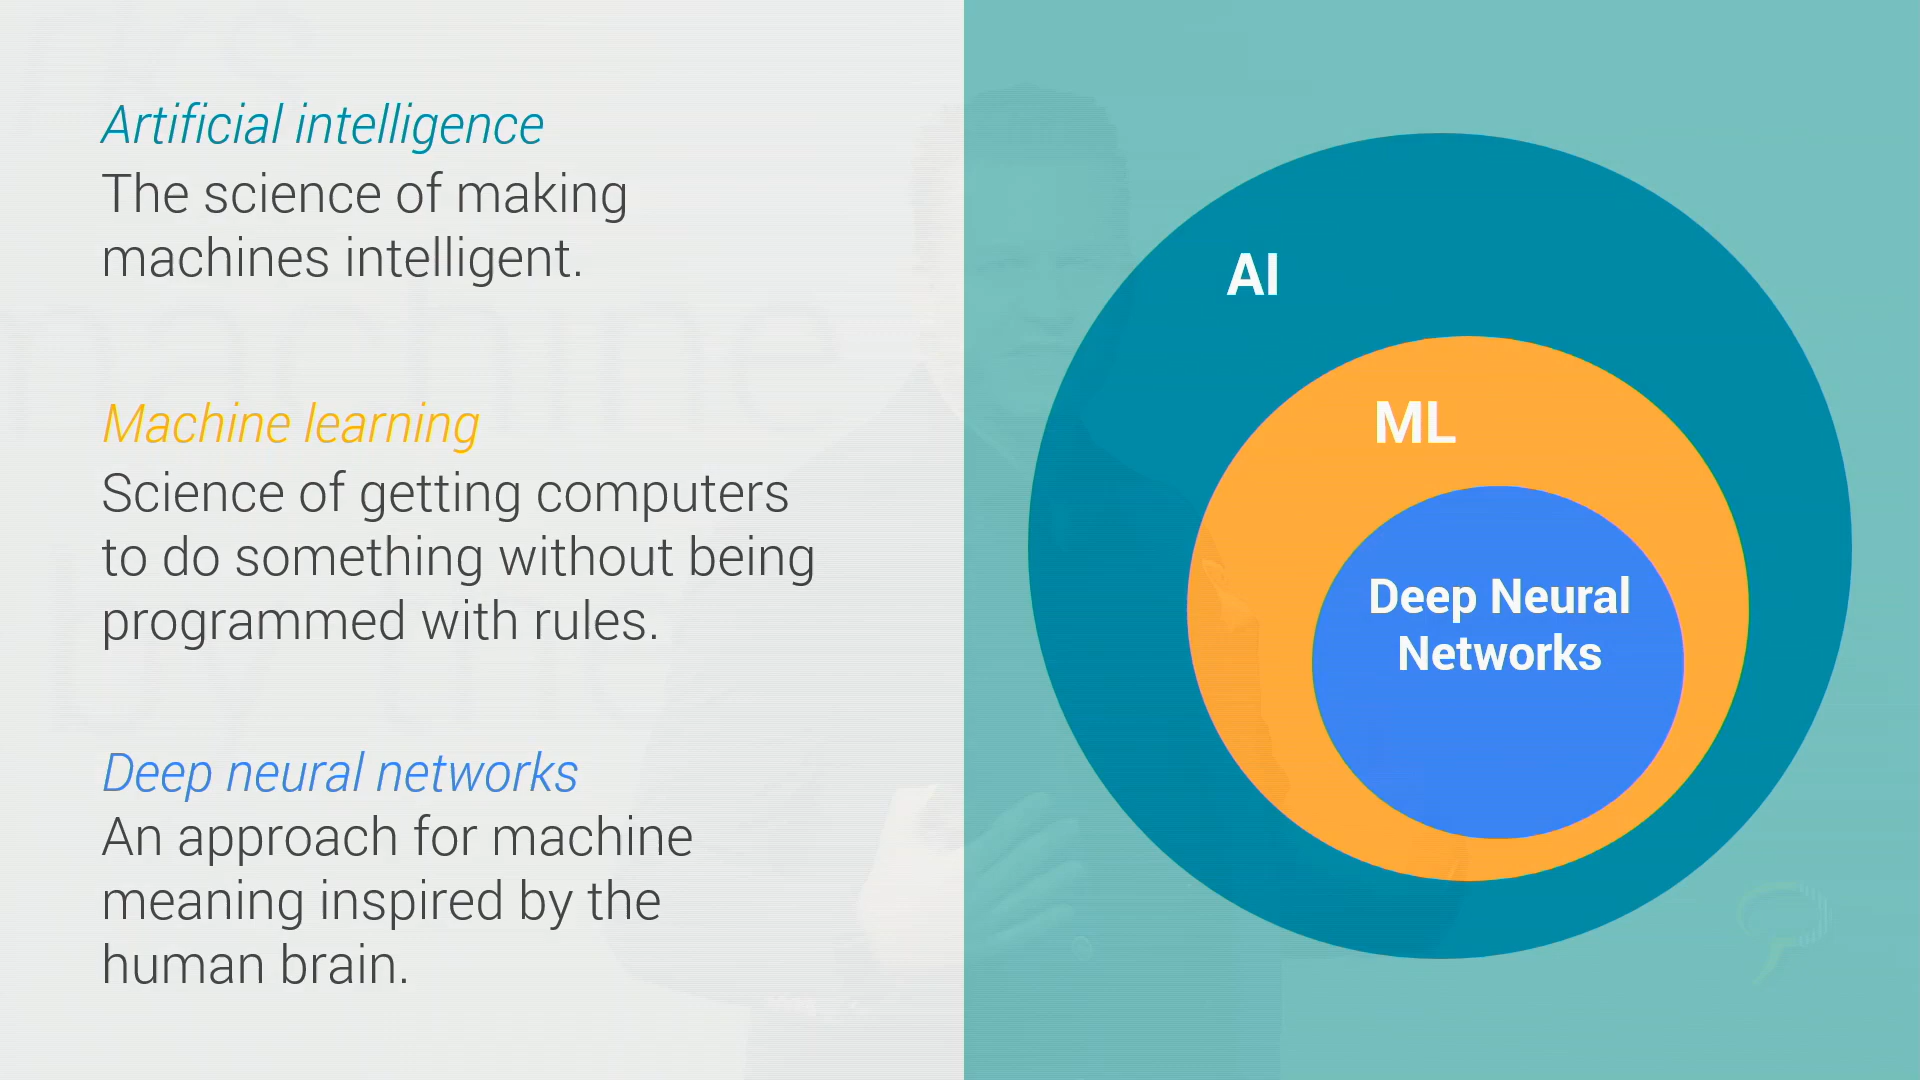 Artificial intelligence
The science of making
machines intelligent.
Machine learning
Science of getting computers
to do something without being
programmed with rules.
Deep neural networks
An approach for machine
meaning inspired by the
human brain.
AI
ML
Deep Neural
Networks